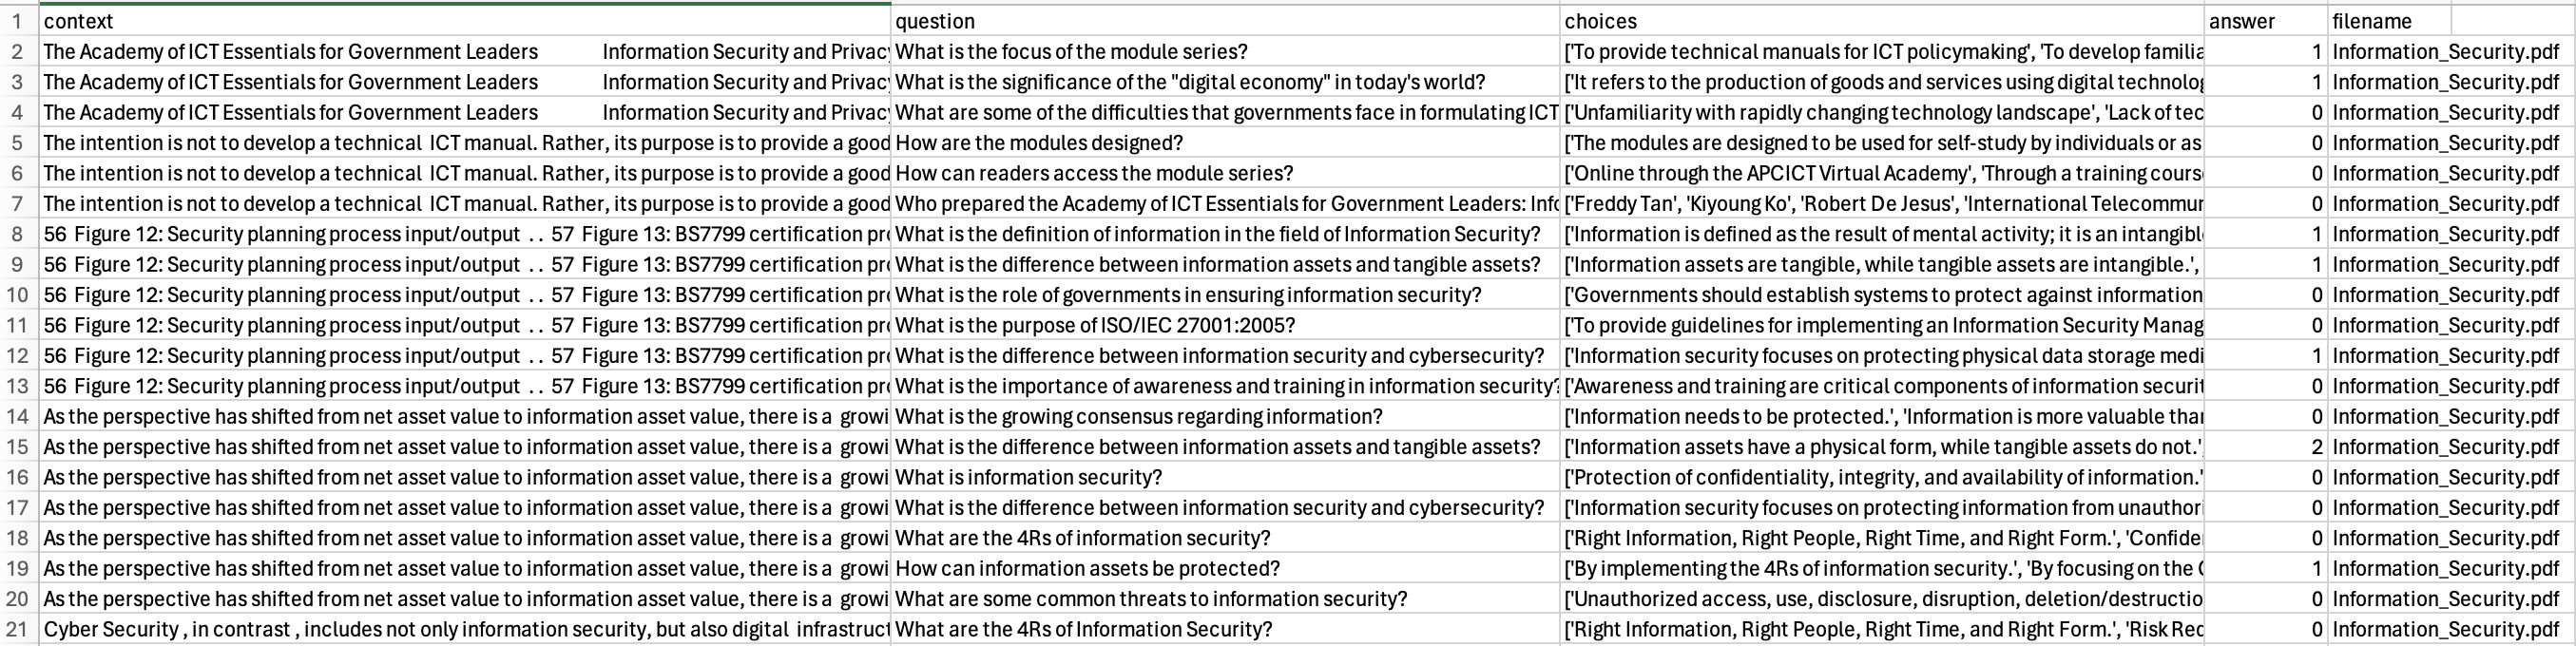 1 context question choices answer filename
2 The Academy of ICT Essentials for Government Leaders Information Security and Privacy What is the focus of the module series? ['To provide technical manuals for ICT policymaking', 'To develop familia 1 Information_Security.pdf
3 The Academy of ICT Essentials for Government Leaders Information Security and Privacy What is the significance of the "digital economy" in today's world? ['It refers to the production of goods and services using digital technolog 1 Information_Security.pdf
4 The Academy of ICT Essentials for Government Leaders Information Security and Privacy What are some of the difficulties that governments face in formulating ICT ['Unfamiliarity with rapidly changing technology landscape', 'Lack of tec 0 Information_Security.pdf
5 The intention is not to develop a technical ICT manual. Rather, its purpose is to provide a good How are the modules designed? ['The modules are designed to be used for self-study by individuals or as 0 Information_Security.pdf
6 The intention is not to develop a technical ICT manual. Rather, its purpose is to provide a good How can readers access the module series? ['Online through the APCICT Virtual Academy', 'Through a training course 0 Information_Security.pdf
7 The intention is not to develop a technical ICT manual. Rather, its purpose is to provide a good Who prepared the Academy of ICT Essentials for Government Leaders: Info ['Freddy Tan', 'Kiyoung Ko', 'Robert De Jesus', 'International Telecommun 0 Information_Security.pdf
8 56 Figure 12: Security planning process input/output . . 57 Figure 13: BS7799 certification pro What is the definition of information in the field of Information Security? ['Information is defined as the result of mental activity; it is an intangible 1 Information_Security.pdf
9 56 Figure 12: Security planning process input/output . . 57 Figure 13: BS7799 certification pro What is the difference between information assets and tangible assets? ['Information assets are tangible, while tangible assets are intangible.', 1 Information_Security.pdf
10 56 Figure 12: Security planning process input/output . . 57 Figure 13: BS7799 certification pro What is the role of governments in ensuring information security? ['Governments should establish systems to protect against information 0 Information_Security.pdf
11 56 Figure 12: Security planning process input/output . . 57 Figure 13: BS7799 certification pro What is the purpose of ISO/IEC 27001:2005? ['To provide guidelines for implementing an Information Security Manag 0 Information_Security.pdf
12 56 Figure 12: Security planning process input/output . . 57 Figure 13: BS7799 certification pro What is the difference between information security and cybersecurity? ['Information security focuses on protecting physical data storage medi 1 Information_Security.pdf
13 56 Figure 12: Security planning process input/output . . 57 Figure 13: BS7799 certification pro What is the importance of awareness and training in information security? ['Awareness and training are critical components of information securit 0 Information_Security.pdf
14 As the perspective has shifted from net asset value to information asset value, there is a growi What is the growing consensus regarding information? ['Information needs to be protected.', 'Information is more valuable than 0 Information_Security.pdf
15 As the perspective has shifted from net asset value to information asset value, there is a growi What is the difference between information assets and tangible assets? ['Information assets have a physical form, while tangible assets do not.' 2 Information_Security.pdf
16 As the perspective has shifted from net asset value to information asset value, there is a growi What is information security? ['Protection of confidentiality, integrity, and availability of information.' 0 Information_Security.pdf
17 As the perspective has shifted from net asset value to information asset value, there is a growi What is the difference between information security and cybersecurity? ['Information security focuses on protecting information from unauthori 0 Information_Security.pdf
18 As the perspective has shifted from net asset value to information asset value, there is a growi What are the 4Rs of information security? ['Right Information, Right People, Right Time, and Right Form.', 'Confide 0 Information_Security.pdf
19 As the perspective has shifted from net asset value to information asset value, there is a growi How can information assets be protected? ['By implementing the 4Rs of information security.', 'By focusing on the C 1 Information_Security.pdf
20 As the perspective has shifted from net asset value to information asset value, there is a growi What are some common threats to information security? ['Unauthorized access, use, disclosure, disruption, deletion/destructio 0 Information_Security.pdf
21 Cyber Security , in contrast , includes not only information security, but also digital infrastruct What are the 4Rs of Information Security? ['Right Information, Right People, Right Time, and Right Form.', 'Risk Red 0 Information_Security.pdf